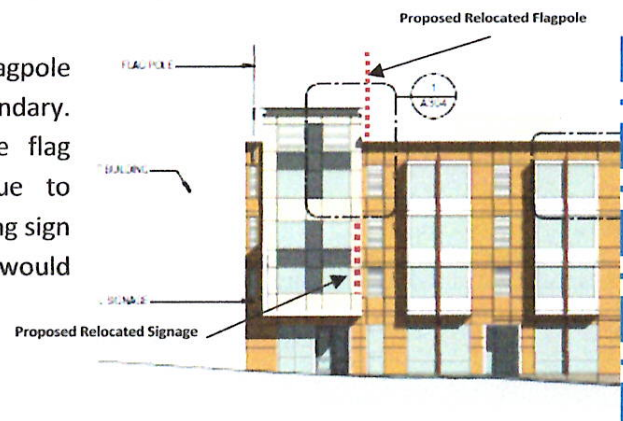 Proposed Relocated Flagpole
agpole
ndary.
e flag
ue to
ng sign
would
FLAG POLE
1
A304
BUILDING
SIGNAGE
Proposed Relocated Signage